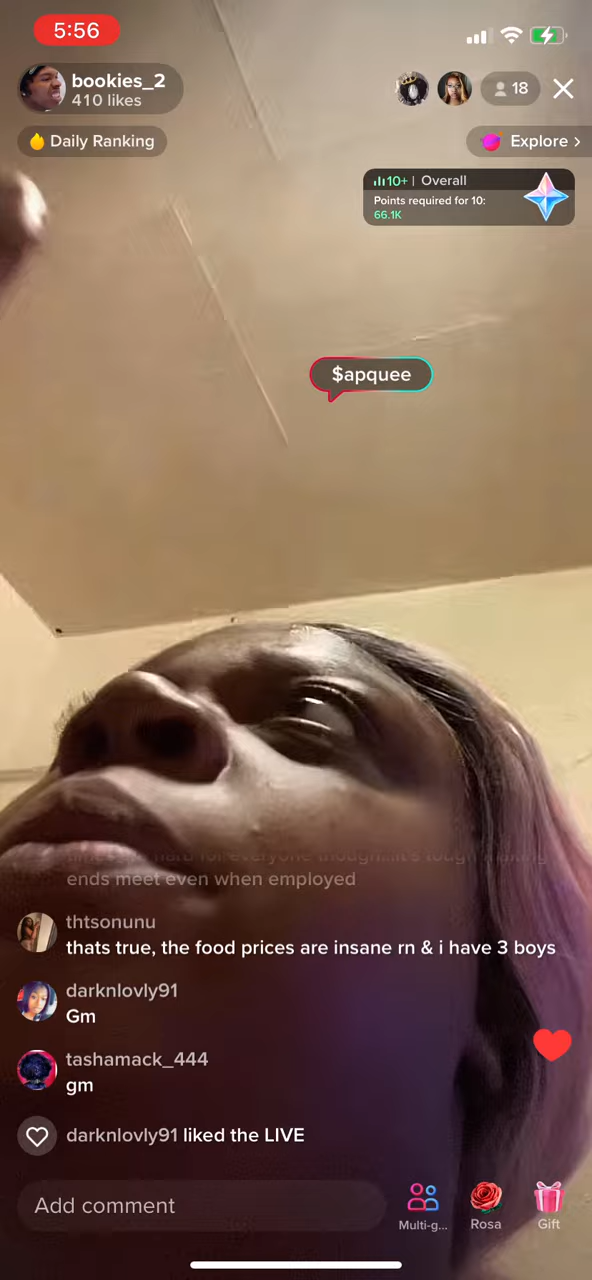 5:56
bookies_2
410 likes
18
Daily Ranking
Explore >
10+ | Overall
Points required for 10:
66.1K
$apquee
ends meet even when employed
thtsonunu
thats true, the food prices are insane rn & i have 3 boys
darknlovly91
Gm
tashamack_444
gm
darknlovly91 liked the LIVE
Add comment
Multi-g...
Rosa
Gift